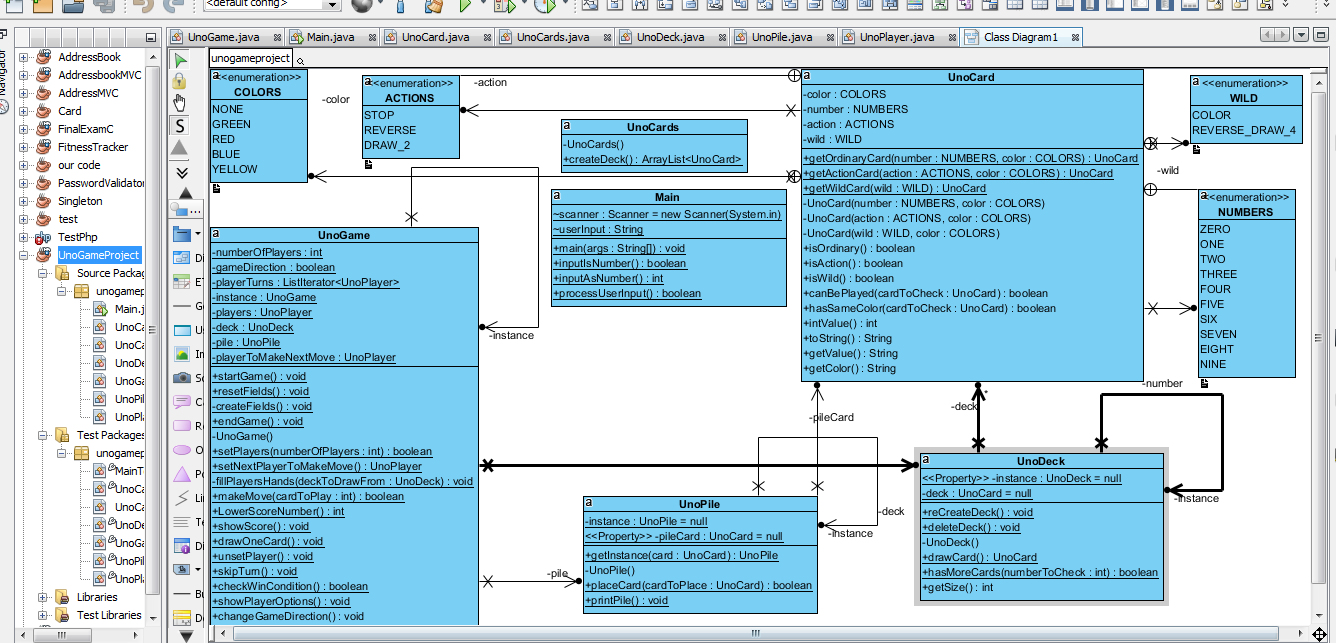 <default config>
UnoGame.java
Main.java
UnoCard.java
UnoCards.java
UnoDeck.java
UnoPile.java
UnoPlayer.java
Class Diagram1
Navigator
AddressBook
AddressbookMVC
AddressMVC
Card
FinalExamC
FitnessTracker
our code
PasswordValidator
Singleton
test
TestPhp
UnoGameProject
Source Packag
unogamep
Main.j
UnoCa
UnoCa
UnoDe
UnoGa
UnoPil
UnoPla
Test Packages
unogamep
MainT
UnoCa
UnoCa
UnoDe
UnoGa
UnoPil
UnoPla
Libraries
Test Libraries
S
unogameproject
<<enumeration>>
COLORS
NONE
GREEN
RED
BLUE
YELLOW
-color
<<enumeration>>
ACTIONS
STOP
REVERSE
DRAW_2
-action
UnoCards
-UnoCards()
+createDeck() : ArrayList<UnoCard>
Main
~scanner : Scanner = new Scanner(System.in)
~userInput : String
+main(args : String[]) : void
+inputIsNumber() : boolean
+inputAsNumber() : int
+processUserInput() : boolean
UnoCard
-color : COLORS
-number : NUMBERS
-action : ACTIONS
-wild : WILD
+getOrdinaryCard(number : NUMBERS, color : COLORS) : UnoCard
+getActionCard(action : ACTIONS, color : COLORS) : UnoCard
+getWildCard(wild : WILD) : UnoCard
-UnoCard(number : NUMBERS, color : COLORS)
-UnoCard(action : ACTIONS, color : COLORS)
-UnoCard(wild : WILD, color : COLORS)
+isOrdinary() : boolean
+isAction() : boolean
+isWild() : boolean
+canBePlayed(cardToCheck : UnoCard) : boolean
+hasSameColor(cardToCheck : UnoCard) : boolean
+intValue() : int
+toString() : String
+getValue() : String
+getColor() : String
<<enumeration>>
WILD
COLOR
REVERSE_DRAW_4
-wild
<<enumeration>>
NUMBERS
ZERO
ONE
TWO
THREE
FOUR
FIVE
SIX
SEVEN
EIGHT
NINE
-number
UnoGame
-numberOfPlayers : int
-gameDirection : boolean
-playerTurns : ListIterator<UnoPlayer>
-instance : UnoGame
-players : UnoPlayer
-deck : UnoDeck
-pile : UnoPile
-playerToMakeNextMove : UnoPlayer
+startGame() : void
+resetFields() : void
-createFields() : void
+endGame() : void
-UnoGame()
+setPlayers(numberOfPlayers : int) : boolean
+setNextPlayerToMakeMove() : UnoPlayer
-fillPlayersHands(deckToDrawFrom : UnoDeck) : void
+makeMove(cardToPlay : int) : boolean
+LowerScoreNumber() : int
+showScore() : void
+drawOneCard() : void
+unsetPlayer() : void
+skipTurn() : void
+checkWinCondition() : boolean
+showPlayerOptions() : void
+changeGameDirection() : void
-instance
-pileCard
-deck
*
-pile
UnoPile
-instance : UnoPile = null
<<Property>> -pileCard : UnoCard = null
+getInstance(card : UnoCard) : UnoPile
-UnoPile()
+placeCard(cardToPlace : UnoCard) : boolean
+printPile() : void
-deck
-instance
UnoDeck
<<Property>> -instance : UnoDeck = null
-deck : UnoCard = null
+reCreateDeck() : void
+deleteDeck() : void
-UnoDeck()
+drawCard() : UnoCard
+hasMoreCards(numberToCheck : int) : boolean
+getSize() : int
-instance